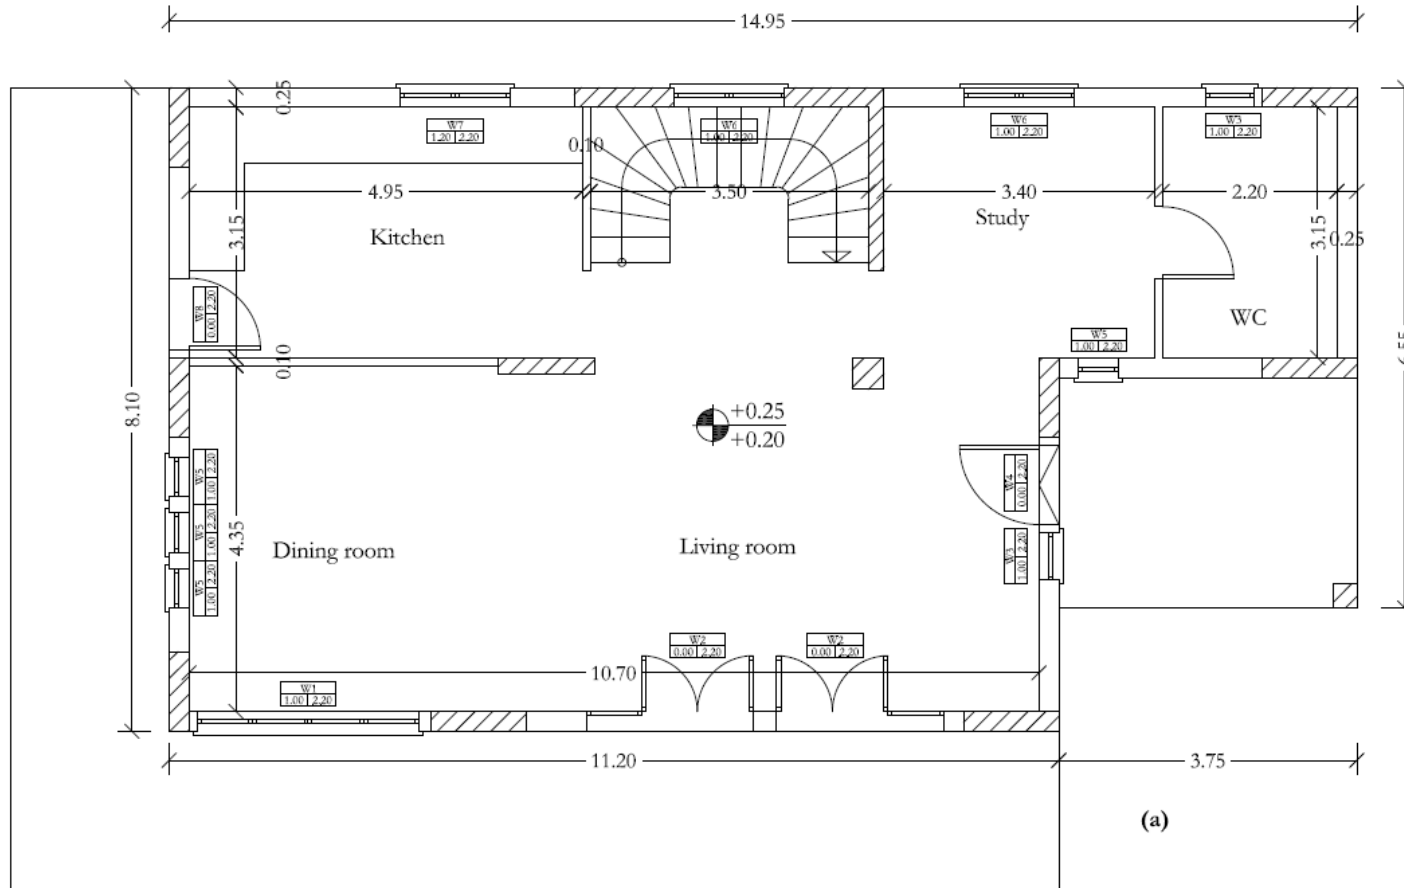 14.95
0.25
W7
1.20 2.20
0.10
W6
1.00 2.20
W6
1.00 2.20
W3
1.00 2.20
4.95
3.50
3.40
2.20
3.15
Kitchen
Study
3.15
0.25
W8
0.00 2.20
WC
W5
1.00 2.20
6.55
0.10
8.10
+0.25
+0.20
W5
1.00 2.20
W5
1.00 2.20
W5
1.00 2.20
4.35
W4
0.00 2.20
W3
1.00 2.20
Dining room
Living room
W2
0.00 2.20
W2
0.00 2.20
10.70
W1
1.00 2.20
11.20
3.75
(a)